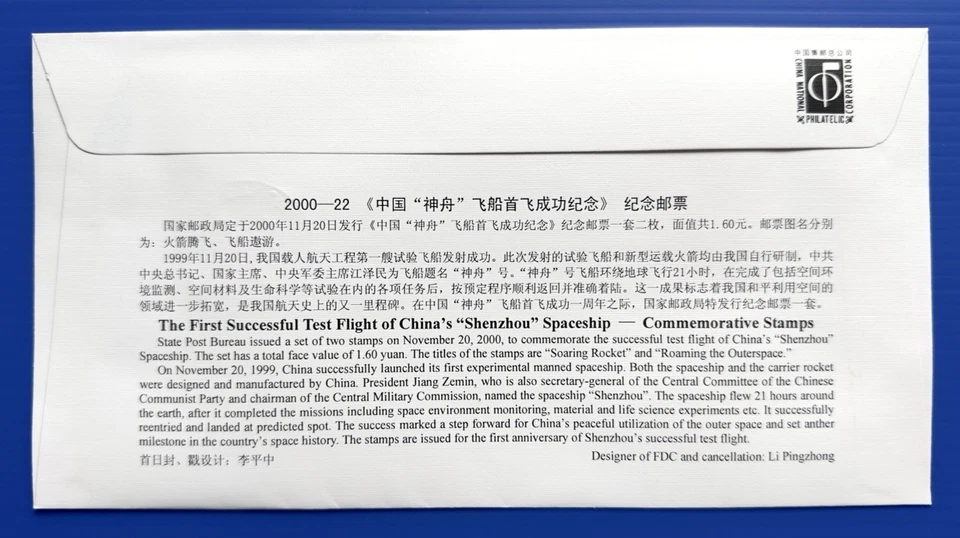 中国集邮总公司
CHINA NATIONAL
PHILATELIC
CORPORATION
2000—22 《中国“神舟”飞船首飞成功纪念》 纪念邮票
国家邮政局定于2000年11月20日发行《中国“神舟”飞船首飞成功纪念》纪念邮票一套二枚，面值共1.60元。邮票图名分别
为：火箭腾飞、飞船遨游。
1999年11月20日,我国载人航天工程第一艘试验飞船发射成功。此次发射的试验飞船和新型运载火箭均由我国自行研制,中共
中央总书记、国家主席、中央军委主席江泽民为飞船题名“神舟”号。“神舟”号飞船环绕地球飞行21小时，在完成了包括空间环
境监测、空间材料及生命科学等试验在内的各项任务后，按预定程序顺利返回并准确着陆。这一成果标志着我国和平利用空间的
领域进一步拓宽，是我国航天史上的又一里程碑。在中国“神舟”飞船首飞成功一周年之际，国家邮政局特发行纪念邮票一套。
The First Successful Test Flight of China's “Shenzhou” Spaceship — Commemorative Stamps
State Post Bureau issued a set of two stamps on November 20, 2000, to commemorate the successful test flight of China's “Shenzhou”
Spaceship. The set has a total face value of 1.60 yuan. The titles of the stamps are “Soaring Rocket” and “Roaming the Outerspace.”
On November 20, 1999, China successfully launched its first experimental manned spaceship. Both the spaceship and the carrier rocket
were designed and manufactured by China. President Jiang Zemin, who is also secretary-general of the Central Committee of the Chinese
Communist Party and chairman of the Central Military Commission, named the spaceship “Shenzhou”. The spaceship flew 21 hours around
the earth, after it completed the missions including space environment monitoring, material and life science experiments etc. It successfully
reentried and landed at predicted spot. The success marked a step forward for China's peaceful utilization of the outer space and set anther
milestone in the country's space history. The stamps are issued for the first anniversary of Shenzhou's successful test flight.
首日封、戳设计：李平中
Designer of FDC and cancellation: Li Pingzhong